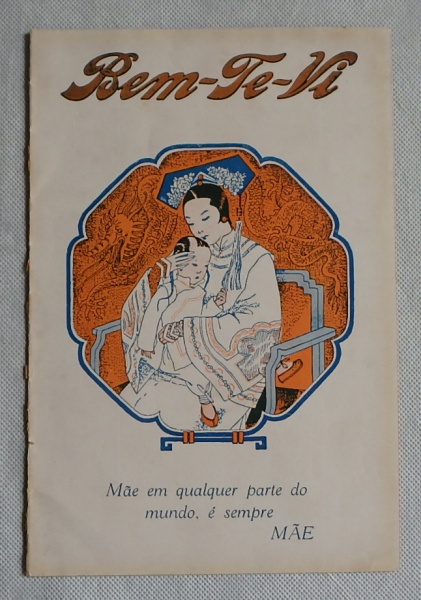 Bem-Te-Vi
Mãe em qualquer parte do
mundo, é sempre
MÃE